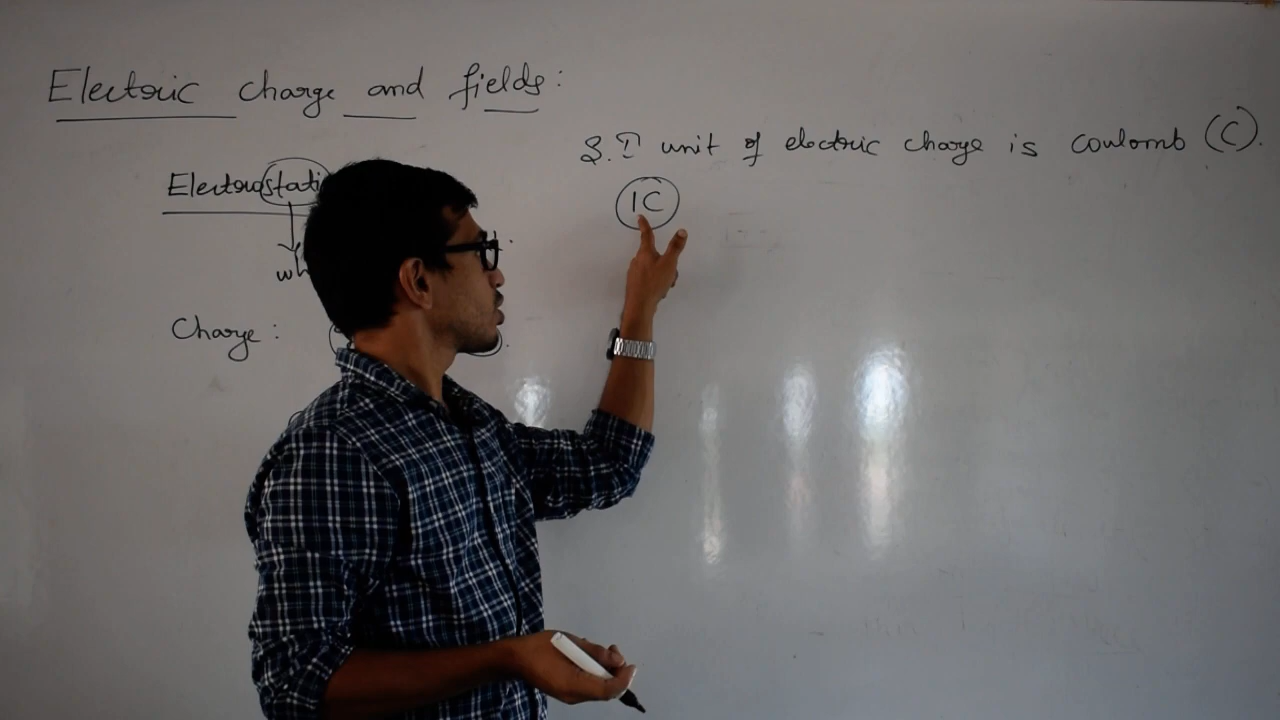 Electric charge and fields:
S.I unit of electric charge is coulomb (C).
Electrostati
1C
wh
Charge :